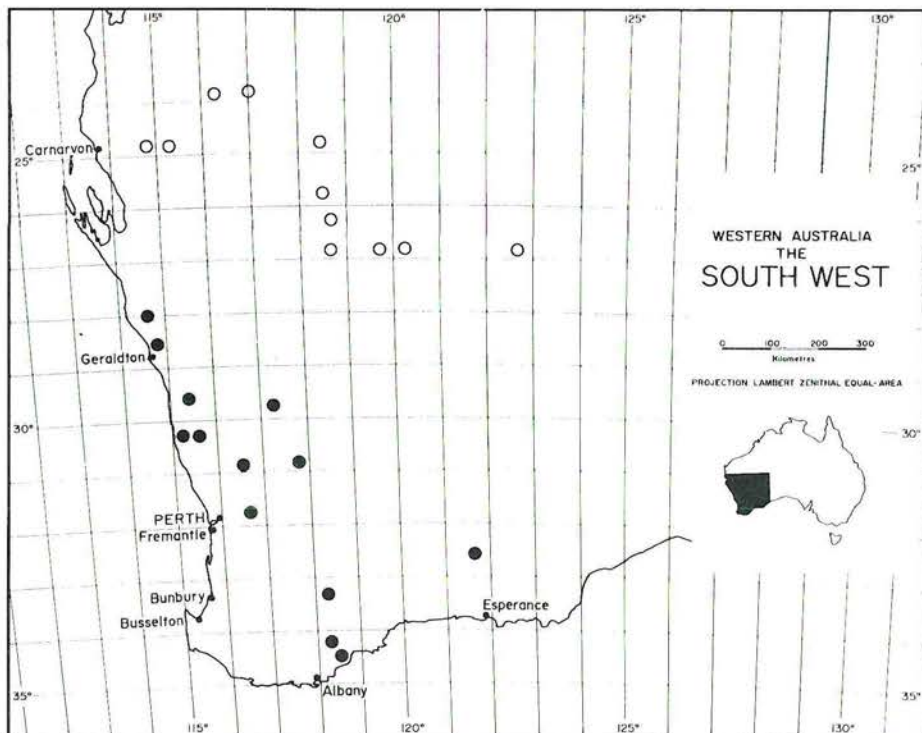 115° 120° 125° 130°
Carnarvon
25° 25°
WESTERN AUSTRALIA
THE
SOUTH WEST
Geraldton
0 100 200 300
Kilometres
PROJECTION LAMBERT ZENITHAL EQUAL-AREA
30° 30°
PERTH
Fremantle
Bunbury
Esperance
Busselton
Albany
35° 35°
115° 120° 125° 130°